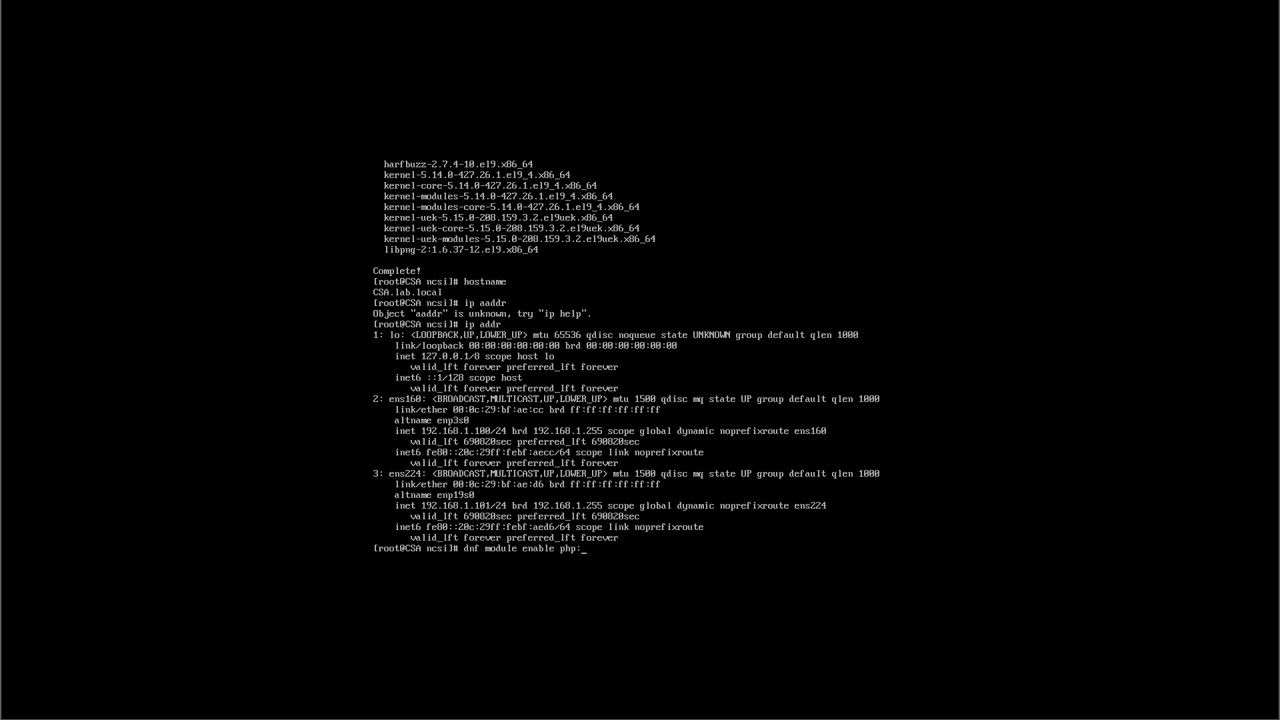 harfbuzz-2.7.4-10.el9.x86_64
kernel-5.14.0-427.26.1.el9_4.x86_64
kernel-core-5.14.0-427.26.1.el9_4.x86_64
kernel-modules-5.14.0-427.26.1.el9_4.x86_64
kernel-modules-core-5.14.0-427.26.1.el9_4.x86_64
kernel-uek-5.15.0-208.159.3.2.el9uek.x86_64
kernel-uek-core-5.15.0-208.159.3.2.el9uek.x86_64
kernel-uek-modules-5.15.0-208.159.3.2.el9uek.x86_64
libpng-2:1.6.37-12.el9.x86_64
Complete!
[root@CSA ncsi]# hostname
CSA.lab.local
[root@CSA ncsi]# ip aaddr
Object "aaddr" is unknown, try "ip help".
[root@CSA ncsi]# ip addr
1: lo: <LOOPBACK,UP,LOWER_UP> mtu 65536 qdisc noqueue state UNKNOWN group default qlen 1000
link/loopback 00:00:00:00:00:00 brd 00:00:00:00:00:00
inet 127.0.0.1/8 scope host lo
valid_lft forever preferred_lft forever
inet6 ::1/128 scope host
valid_lft forever preferred_lft forever
2: ens160: <BROADCAST,MULTICAST,UP,LOWER_UP> mtu 1500 qdisc mq state UP group default qlen 1000
link/ether 00:0c:29:bf:ae:cc brd ff:ff:ff:ff:ff:ff
altname enp3s0
inet 192.168.1.100/24 brd 192.168.1.255 scope global dynamic noprefixroute ens160
valid_lft 690820sec preferred_lft 690820sec
inet6 fe80::20c:29ff:febf:aecc/64 scope link noprefixroute
valid_lft forever preferred_lft forever
3: ens224: <BROADCAST,MULTICAST,UP,LOWER_UP> mtu 1500 qdisc mq state UP group default qlen 1000
link/ether 00:0c:29:bf:ae:d6 brd ff:ff:ff:ff:ff:ff
altname enp19s0
inet 192.168.1.101/24 brd 192.168.1.255 scope global dynamic noprefixroute ens224
valid_lft 690820sec preferred_lft 690820sec
inet6 fe80::20c:29ff:febf:aed6/64 scope link noprefixroute
valid_lft forever preferred_lft forever
[root@CSA ncsi]# dnf module enable php:_